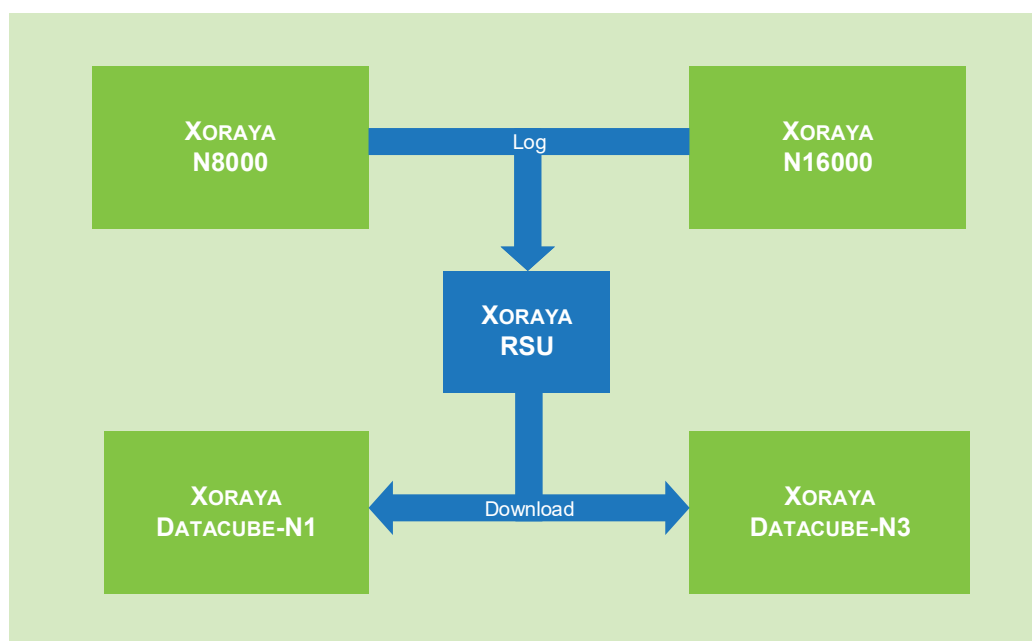 XORAYA
N8000
Log
XORAYA
N16000
XORAYA
RSU
XORAYA
DATACUBE-N1
Download
XORAYA
DATACUBE-N3